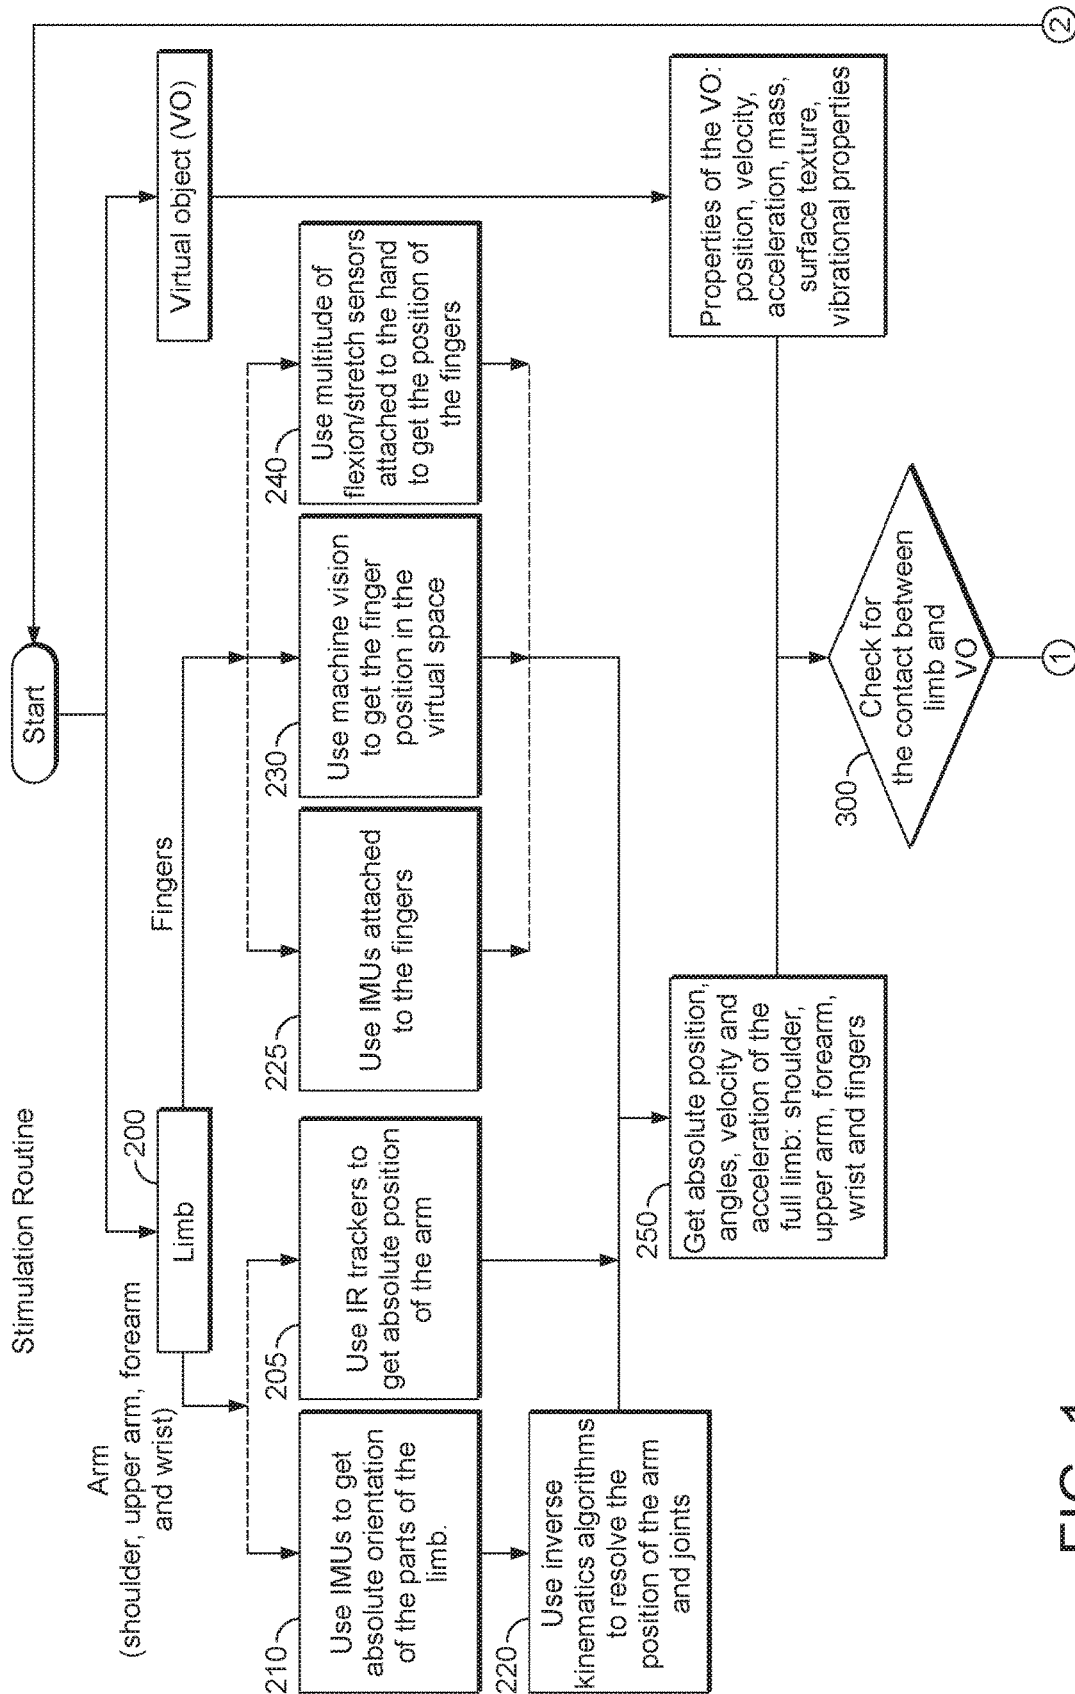 Stimulation Routine
Start
2
Arm
(shoulder, upper arm, forearm
and wrist)
200
Limb
Fingers
Virtual object (VO)
210
Use IMUs to get
absolute orientation
of the parts of the
limb.
205
Use IR trackers to
get absolute position
of the arm
225
Use IMUs attached
to the fingers
230
Use machine vision
to get the finger
position in the
virtual space
240
Use multitude of
flexion/stretch sensors
attached to the hand
to get the position of
the fingers
220
Use inverse
kinematics algorithms
to resolve the
position of the arm
and joints
250
Get absolute position,
angles, velocity and
acceleration of the
full limb: shoulder,
upper arm, forearm,
wrist and fingers
Properties of the VO:
position, velocity,
acceleration, mass,
surface texture,
vibrational properties
300
Check for
the contact between
limb and
VO
1